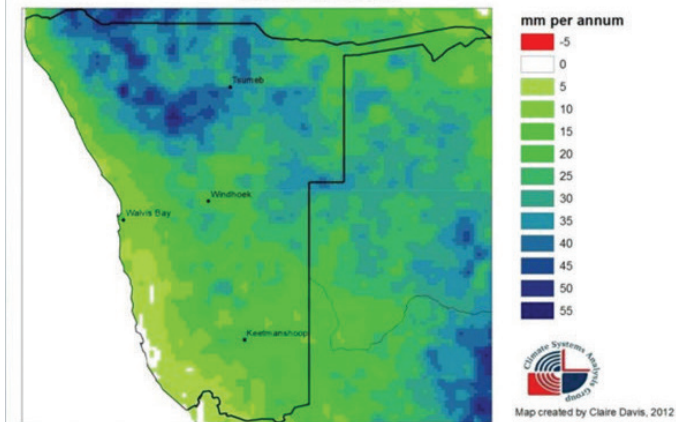 mm per annum
-5
0
5
10
15
20
25
30
35
40
45
50
55
Tsumeb
Windhoek
Walvis Bay
Keetmanshoop
Climate Systems Analysis Group
Map created by Claire Davis, 2012